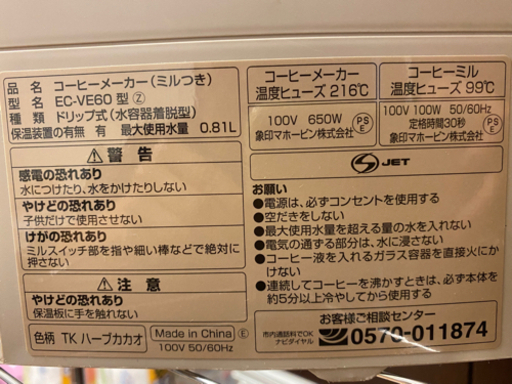 品 名 コーヒーメーカー(ミルつき)
型 名 EC-VE60 型 Ⓩ
種 類 ドリップ式(水容器着脱型)
保温装置の有無 有 最大使用水量 0.81L
警 告
感電の恐れあり
水につけたり、水をかけたりしない
やけどの恐れあり
子供だけで使用させない
けがの恐れあり
ミルスイッチ部を指や細い棒などで絶対に
押さない
注 意
やけどの恐れあり
保温板に手を触れない
色柄 TK ハーブカカオ
Made in China Ⓔ
100V 50/60Hz
コーヒーメーカー
温度ヒューズ 216℃
100V 650W
象印マホービン株式会社
PSE
コーヒーミル
温度ヒューズ 99℃
100V 100W 50/60Hz
定格時間30秒
象印マホービン株式会社
PSE
JET
お願い
●電源は、必ずコンセントを使用する
●空だきをしない
●最大使用水量を超える量の水を入れない
●電気の通ずる部分は、水に浸さない
●コーヒー液を入れたガラス容器を直接火にかけない
●連続してコーヒーを沸かすときは、必ず本体を
約5分以上冷やしてから使用する
お客様ご相談センター
市内通話料でOK
ナビダイヤル
0570-011874